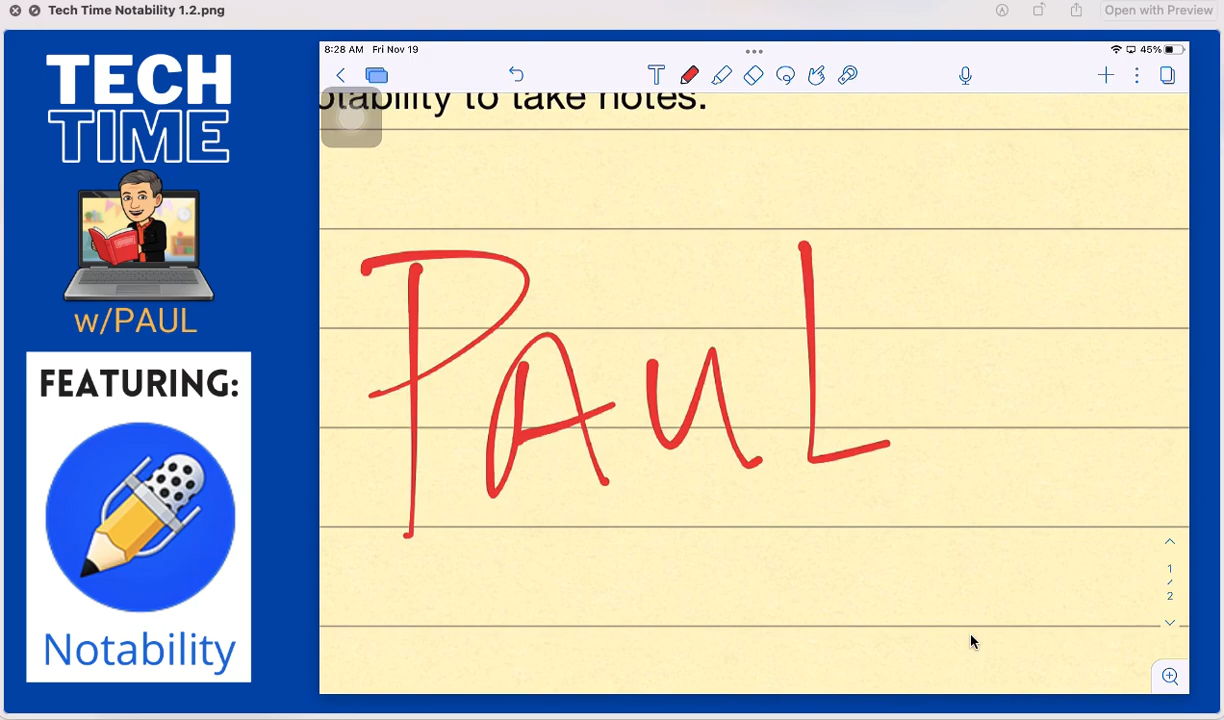 Tech Time Notability 1.2.png
Open with Preview
TECH
TIME
w/PAUL
FEATURING:
Notability
8:28 AM Fri Nov 19
45%
otability to take notes.
PAUL
1
/
2